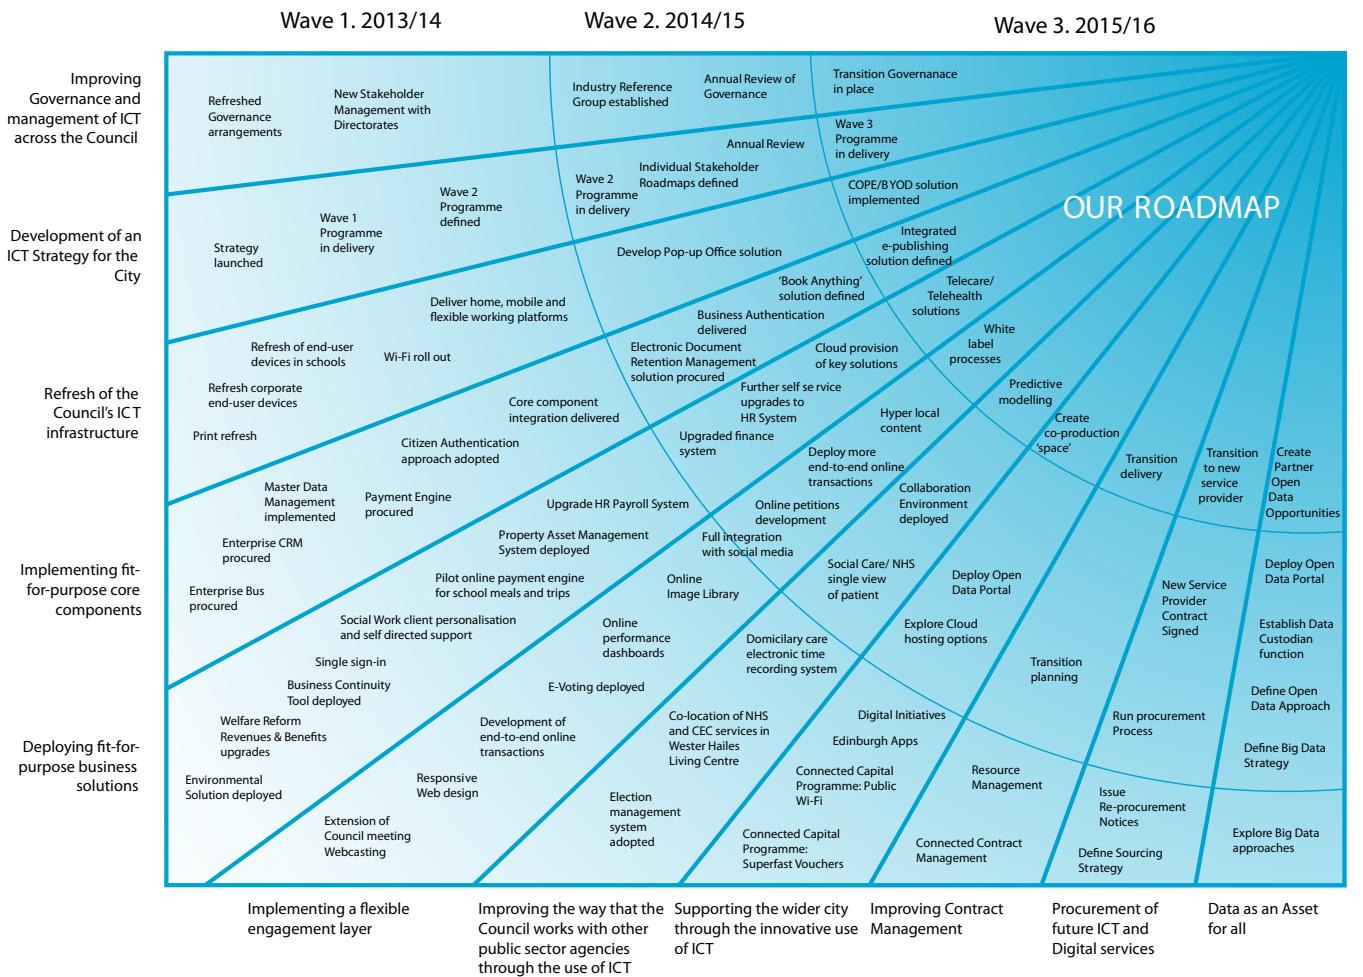 Wave 1. 2013/14
Wave 2. 2014/15
Wave 3. 2015/16
OUR ROADMAP
Improving
Governance and
management of ICT
across the Council
Refreshed
Governance
arrangements
New Stakeholder
Management with
Directorates
Industry Reference
Group established
Annual Review of
Governance
Transition Governanace
in place
Development of an
ICT Strategy for the
City
Strategy
launched
Wave 1
Programme
in delivery
Wave 2
Programme
defined
Wave 2
Programme
in delivery
Individual Stakeholder
Roadmaps defined
Annual Review
Wave 3
Programme
in delivery
Refresh of the
Council's ICT
infrastructure
Print refresh
Refresh corporate
end-user devices
Refresh of end-user
devices in schools
Wi-Fi roll out
Deliver home, mobile and
flexible working platforms
Develop Pop-up Office solution
COPE/BYOD solution
implemented
Implementing fit-
for-purpose core
components
Enterprise Bus
procured
Enterprise CRM
procured
Master Data
Management
implemented
Payment Engine
procured
Citizen Authentication
approach adopted
Core component
integration delivered
Electronic Document
Retention Management
solution procured
Business Authentication
delivered
'Book Anything'
solution defined
Integrated
e-publishing
solution defined
Deploying fit-for-
purpose business
solutions
Environmental
Solution deployed
Welfare Reform
Revenues & Benefits
upgrades
Business Continuity
Tool deployed
Single sign-in
Social Work client personalisation
and self directed support
Pilot online payment engine
for school meals and trips
Property Asset Management
System deployed
Upgrade HR Payroll System
Upgraded finance
system
Further self se rvice
upgrades to
HR System
Cloud provision
of key solutions
Telecare/
Telehealth
solutions
Implementing a flexible
engagement layer
Extension of
Council meeting
Webcasting
Responsive
Web design
Development of
end-to-end online
transactions
E-Voting deployed
Online
performance
dashboards
Online
Image Library
Full integration
with social media
Online petitions
development
Deploy more
end-to-end online
transactions
Hyper local
content
White
label
processes
Improving the way that the
Council works with other
public sector agencies
through the use of ICT
Election
management
system
adopted
Co-location of NHS
and CEC services in
Wester Hailes
Living Centre
Domicilary care
electronic time
recording system
Social Care/ NHS
single view
of patient
Collaboration
Environment
deployed
Predictive
modelling
Supporting the wider city
through the innovative use
of ICT
Connected Capital
Programme:
Superfast Vouchers
Connected Capital
Programme: Public
Wi-Fi
Edinburgh Apps
Digital Initiatives
Explore Cloud
hosting options
Deploy Open
Data Portal
Create
co-production
'space'
Improving Contract
Management
Connected Contract
Management
Resource
Management
Transition
planning
Transition
delivery
Procurement of
future ICT and
Digital services
Define Sourcing
Strategy
Issue
Re-procurement
Notices
Run procurement
Process
New Service
Provider
Contract
Signed
Transition
to new
service
provider
Data as an Asset
for all
Explore Big Data
approaches
Define Big Data
Strategy
Define Open
Data Approach
Establish Data
Custodian
function
Deploy Open
Data Portal
Create
Partner
Open
Data
Opportunities